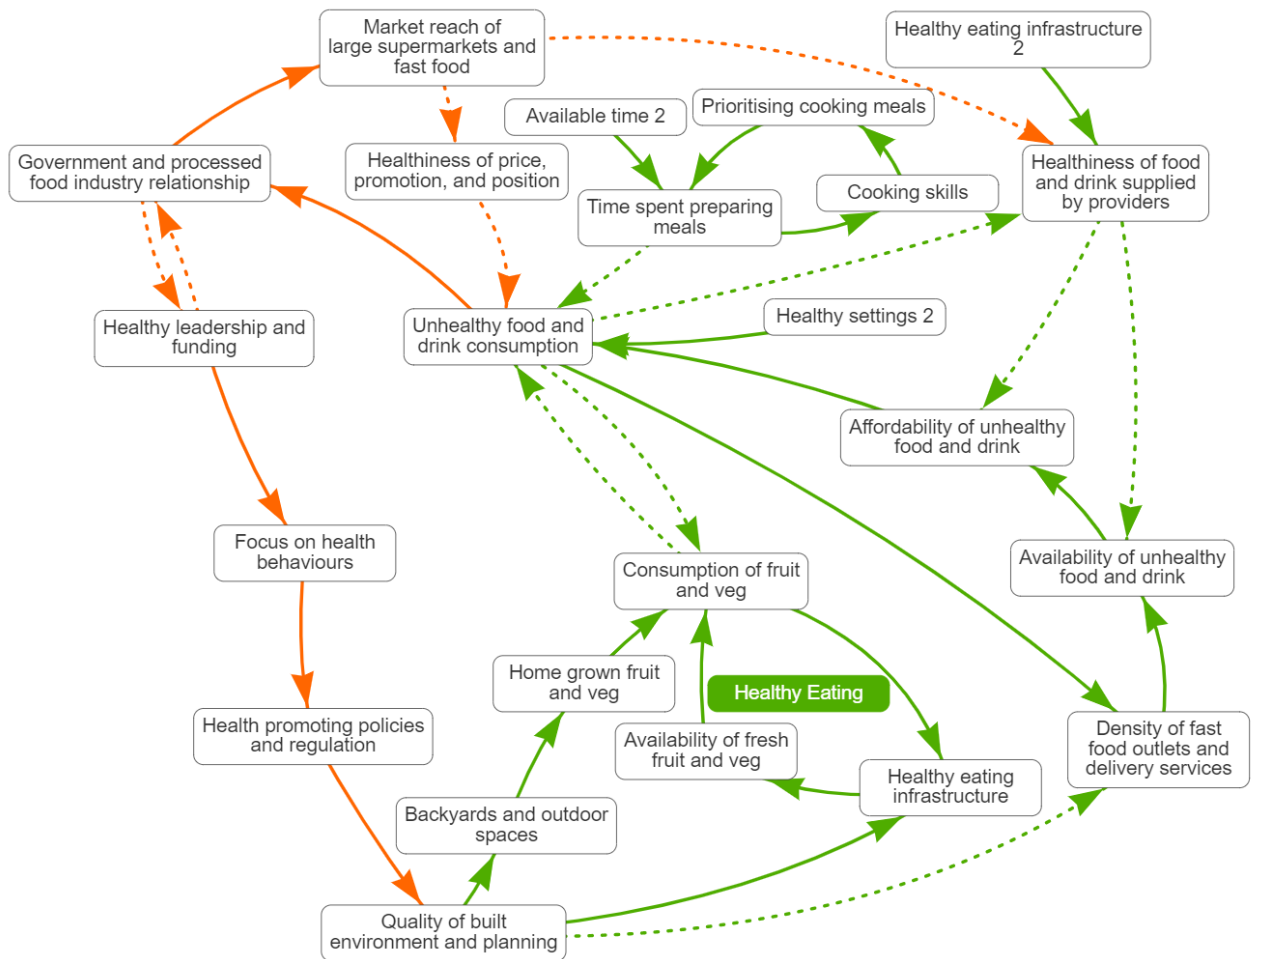 Market reach of
large supermarkets and
fast food
Healthy eating infrastructure
2
Available time 2
Prioritising cooking meals
Government and processed
food industry relationship
Healthiness of price,
promotion, and position
Time spent preparing
meals
Cooking skills
Healthiness of food
and drink supplied
by providers
Healthy leadership and
funding
Unhealthy food and
drink consumption
Healthy settings 2
Affordability of unhealthy
food and drink
Focus on health
behaviours
Consumption of fruit
and veg
Availability of unhealthy
food and drink
Home grown fruit
and veg
Healthy Eating
Health promoting policies
and regulation
Availability of fresh
fruit and veg
Density of fast
food outlets and
delivery services
Healthy eating
infrastructure
Backyards and outdoor
spaces
Quality of built
environment and planning